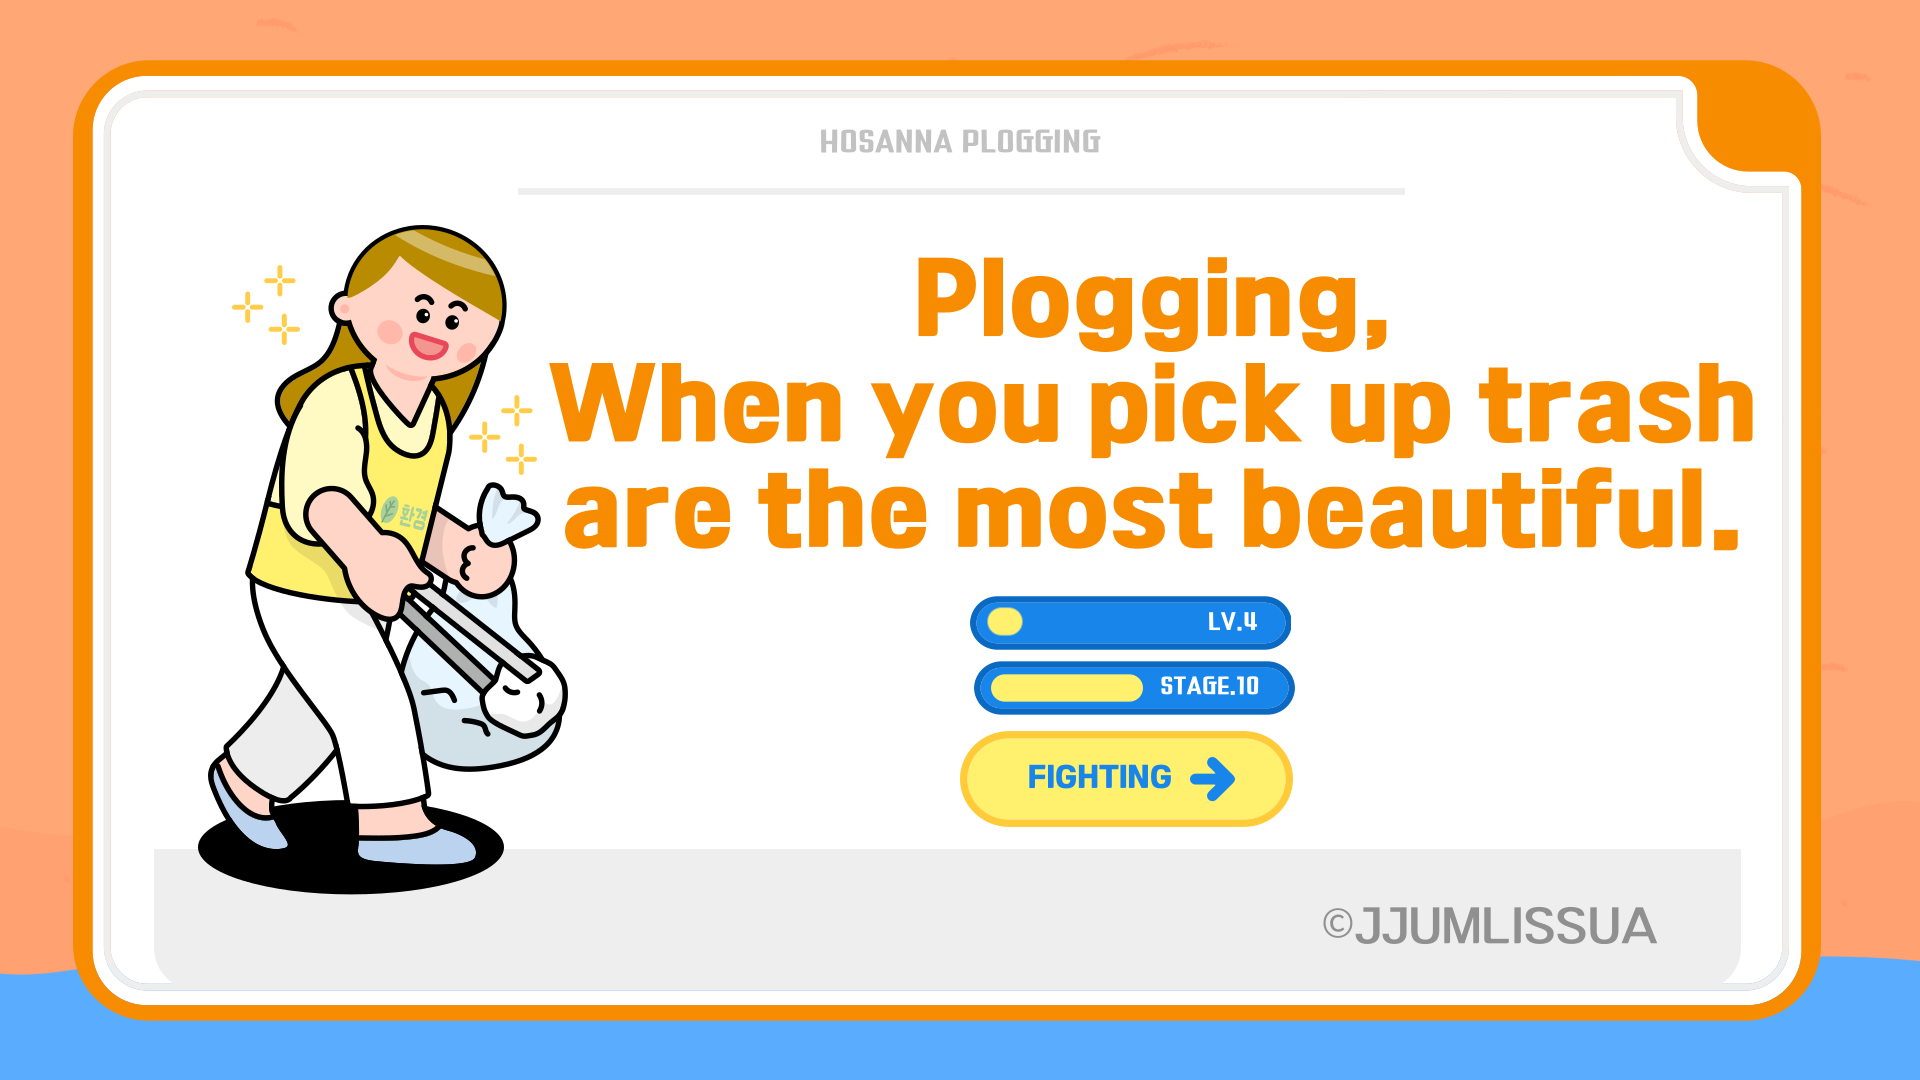 HOSANNA PLOGGING
Plogging,
When you pick up trash
are the most beautiful.
환경
LV.4
STAGE.10
FIGHTING
©JJUMLISSUA